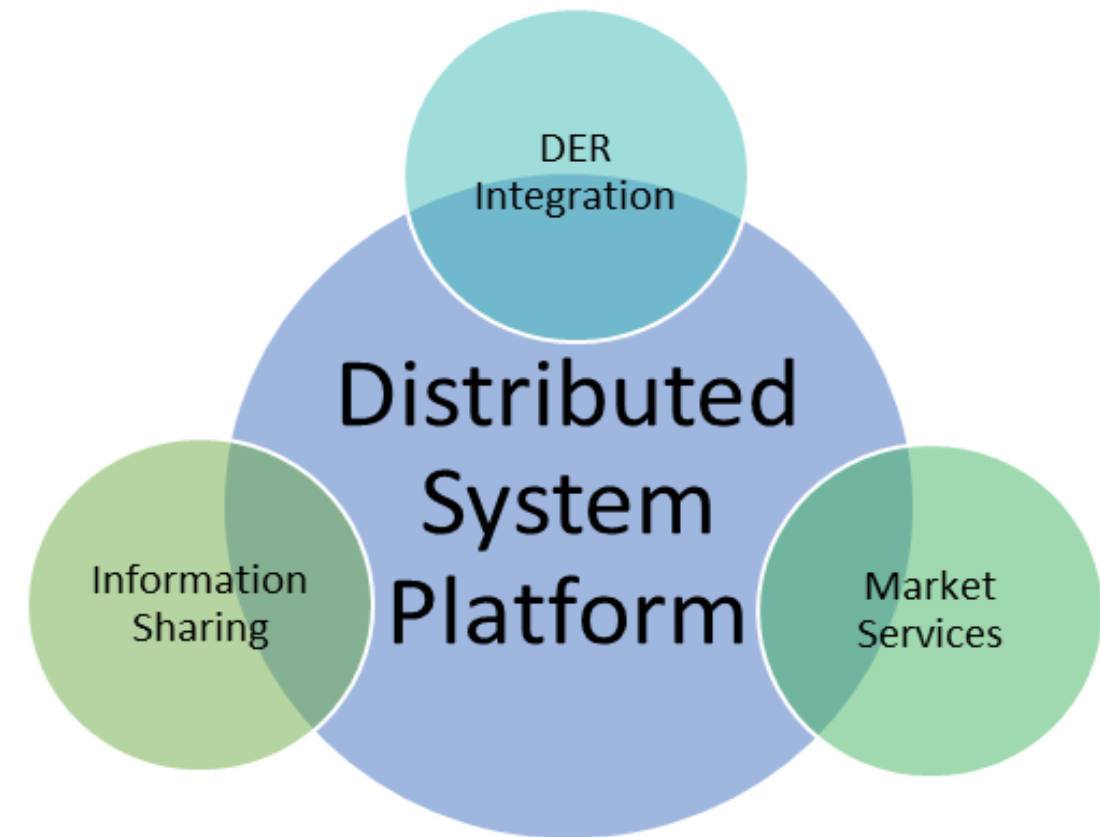 DER
Integration
Distributed
System
Platform
Information
Sharing
Market
Services